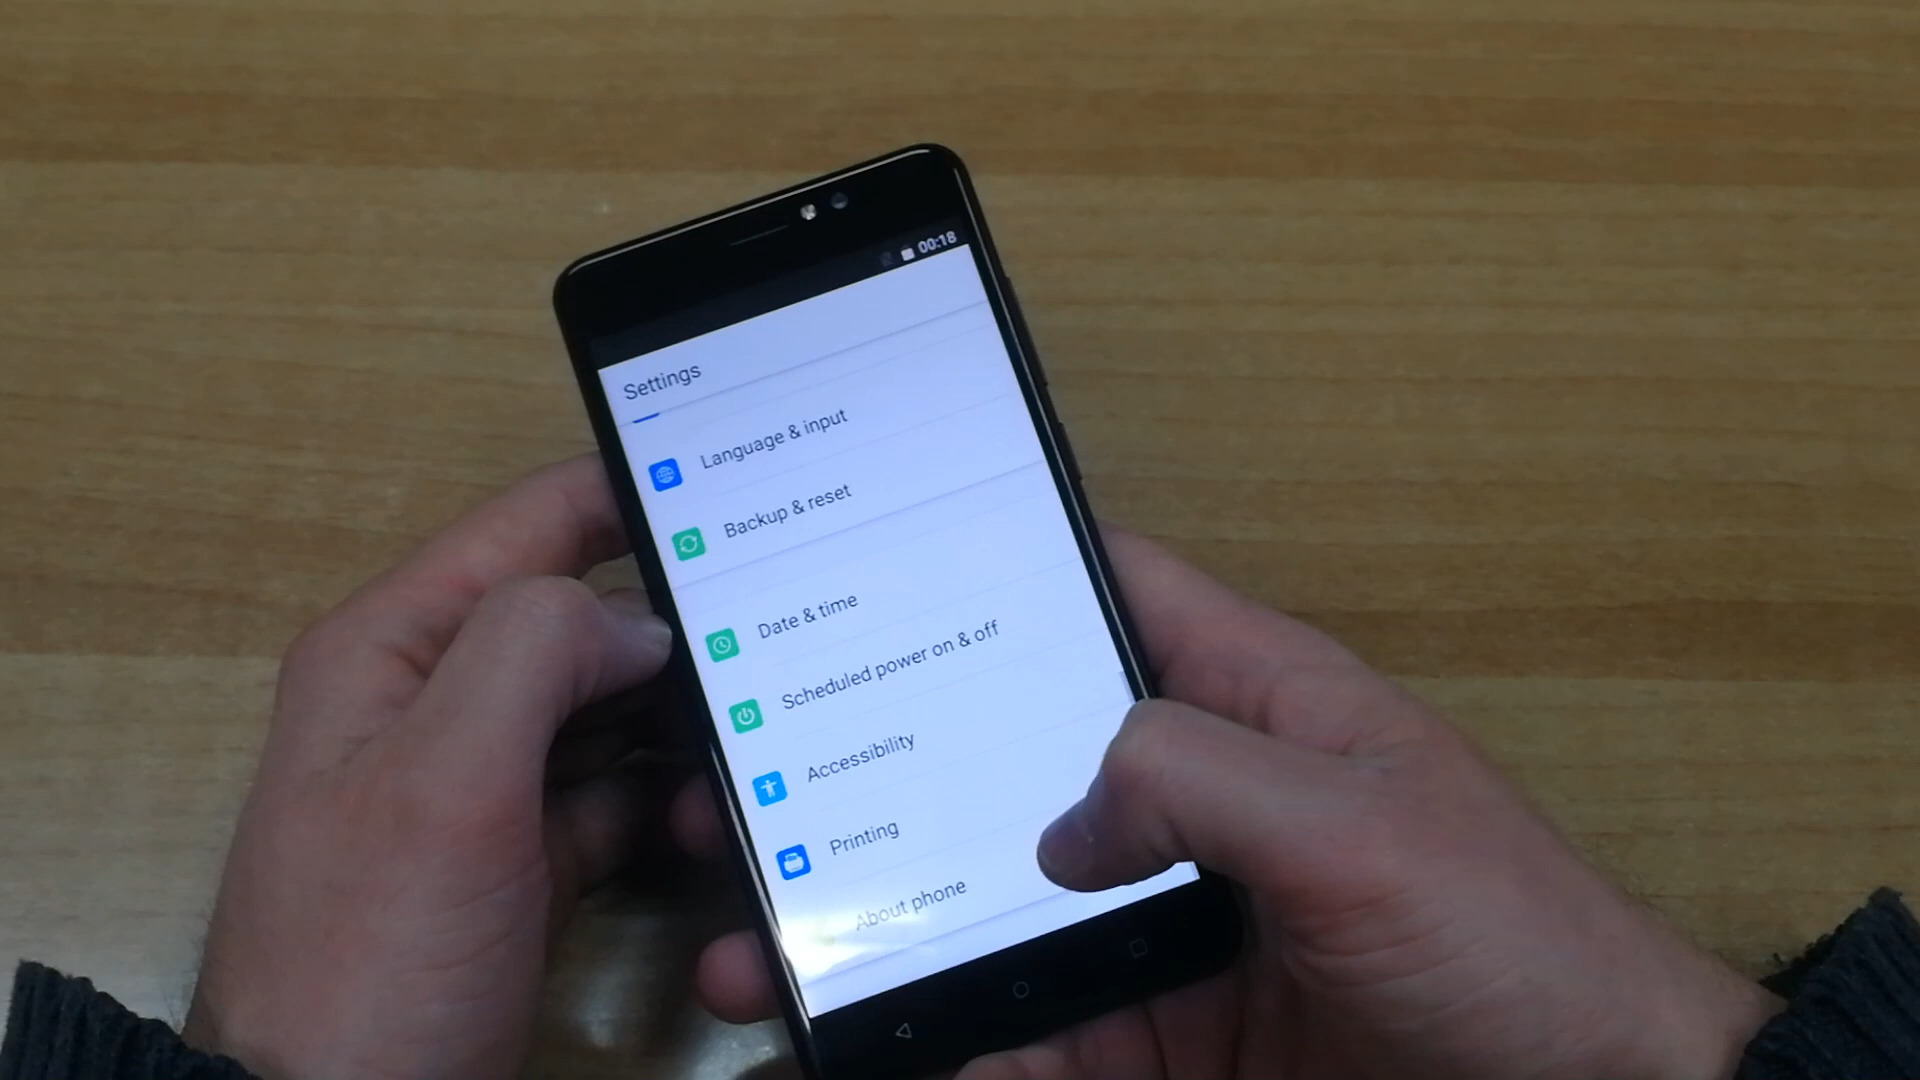 00:18
Settings
Language & input
Backup & reset
Date & time
Scheduled power on & off
Accessibility
Printing
About phone